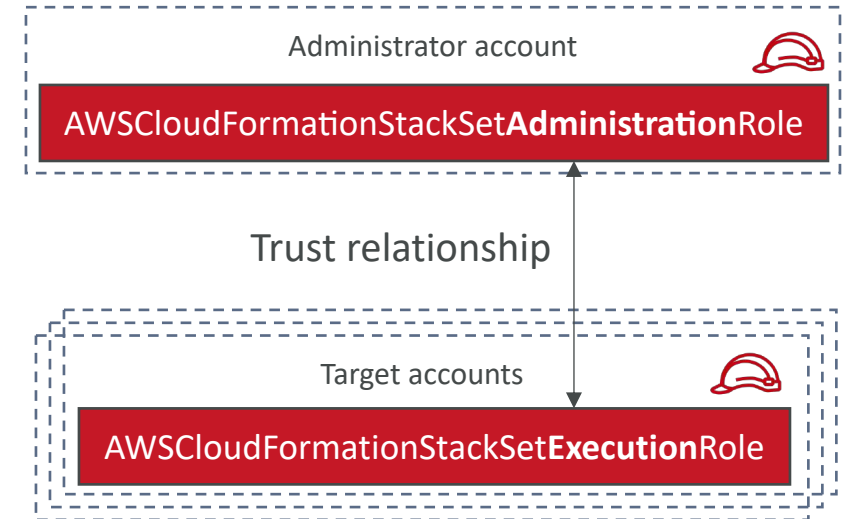 Administrator account
AWSCloudFormationStackSetAdministrationRole
Trust relationship
Target accounts
AWSCloudFormationStackSetExecutionRole